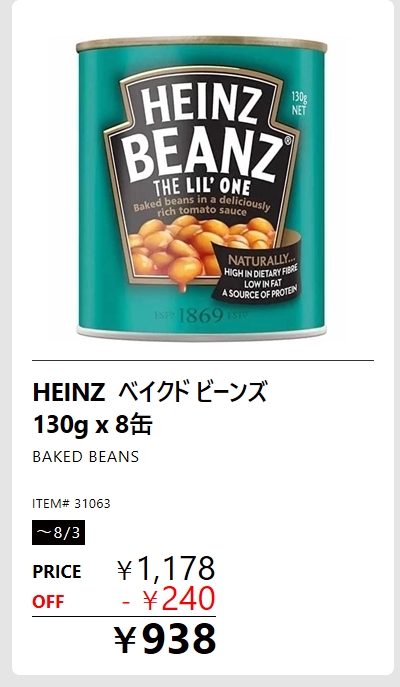 HEINZ
BEANZ®
THE LIL' ONE
Baked beans in a deliciously
rich tomato sauce
130g
NET
NATURALLY...
HIGH IN DIETARY FIBRE
LOW IN FAT
A SOURCE OF PROTEIN
ESTD 1869 ESTD
HEINZ ベイクド ビーンズ
130g x 8缶
BAKED BEANS
ITEM# 31063
～8/3
PRICE ¥1,178
OFF - ¥240
¥938